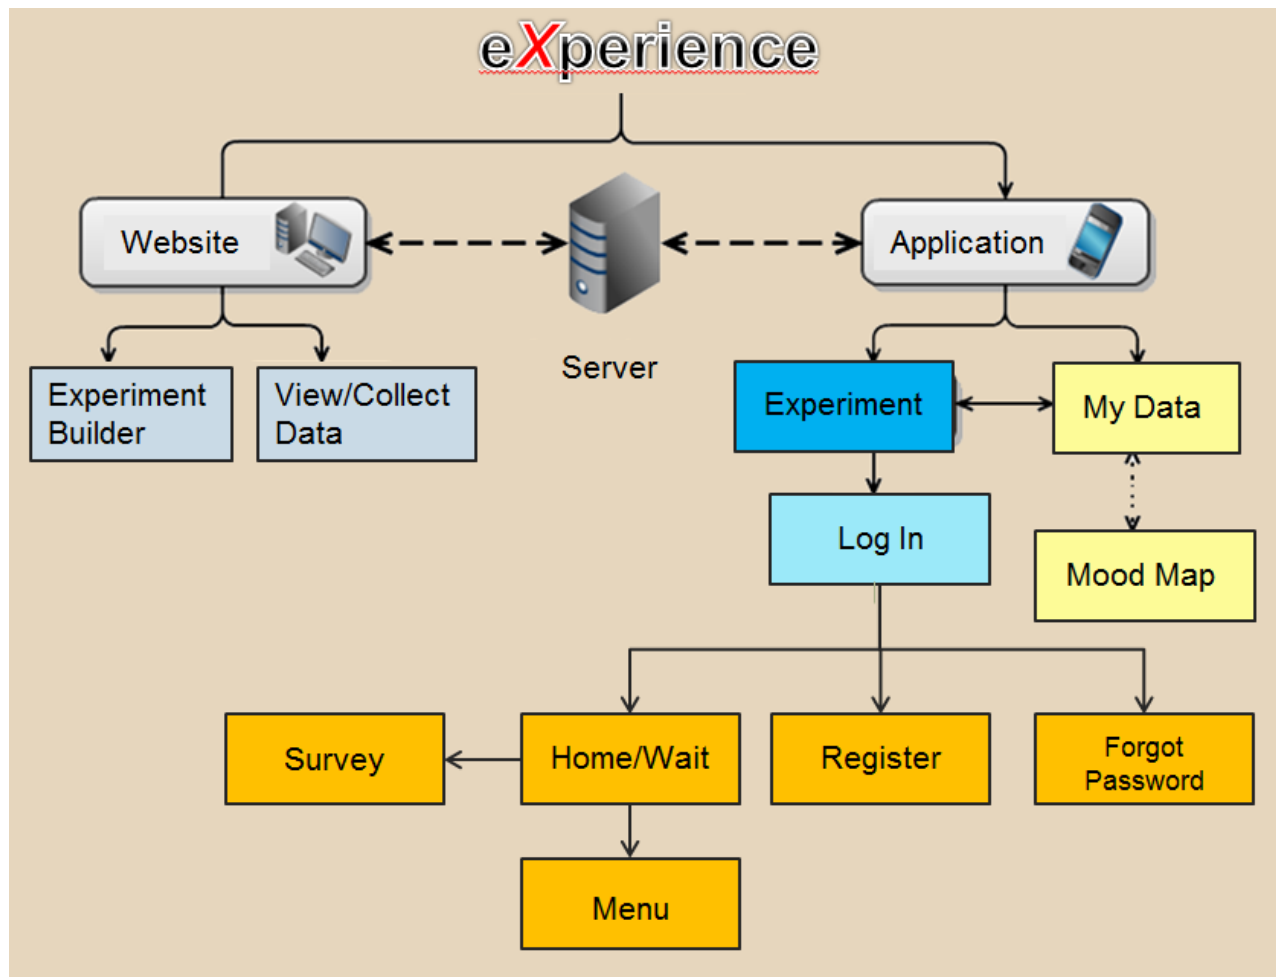 eXperience
Website
Application
Server
Experiment
Builder
View/Collect
Data
Experiment
My Data
Log In
Mood Map
Survey
Home/Wait
Register
Forgot
Password
Menu